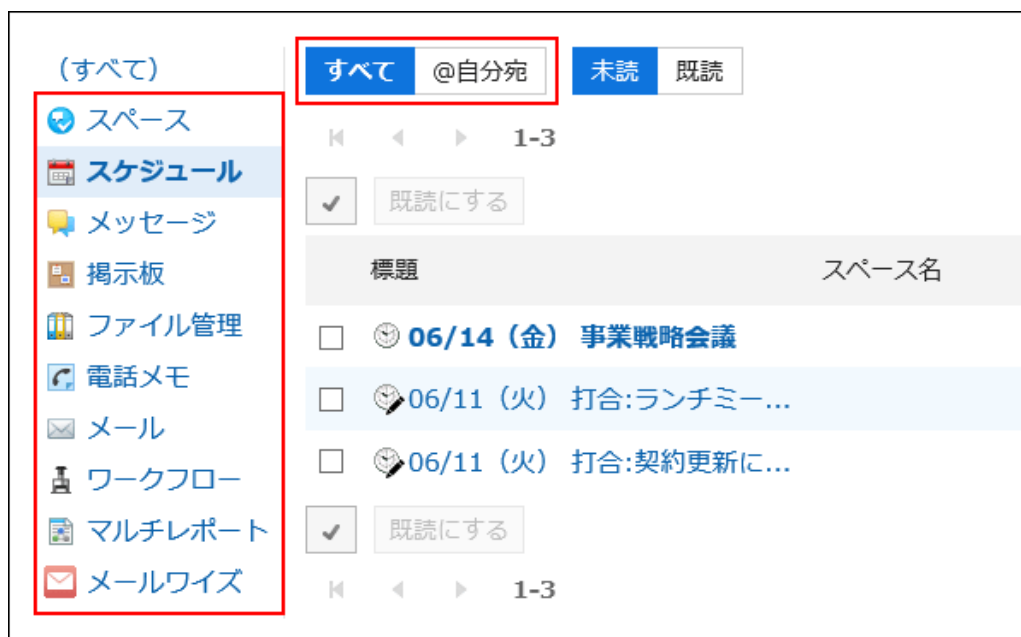 (すべて)
スペース
スケジュール
メッセージ
掲示板
ファイル管理
電話メモ
メール
ワークフロー
マルチレポート
メールワイズ
すべて @自分宛 未読 既読
1-3
既読にする
標題 スペース名
06/14（金） 事業戦略会議
06/11（火） 打合:ランチミー...
06/11（火） 打合:契約更新に...
既読にする
1-3